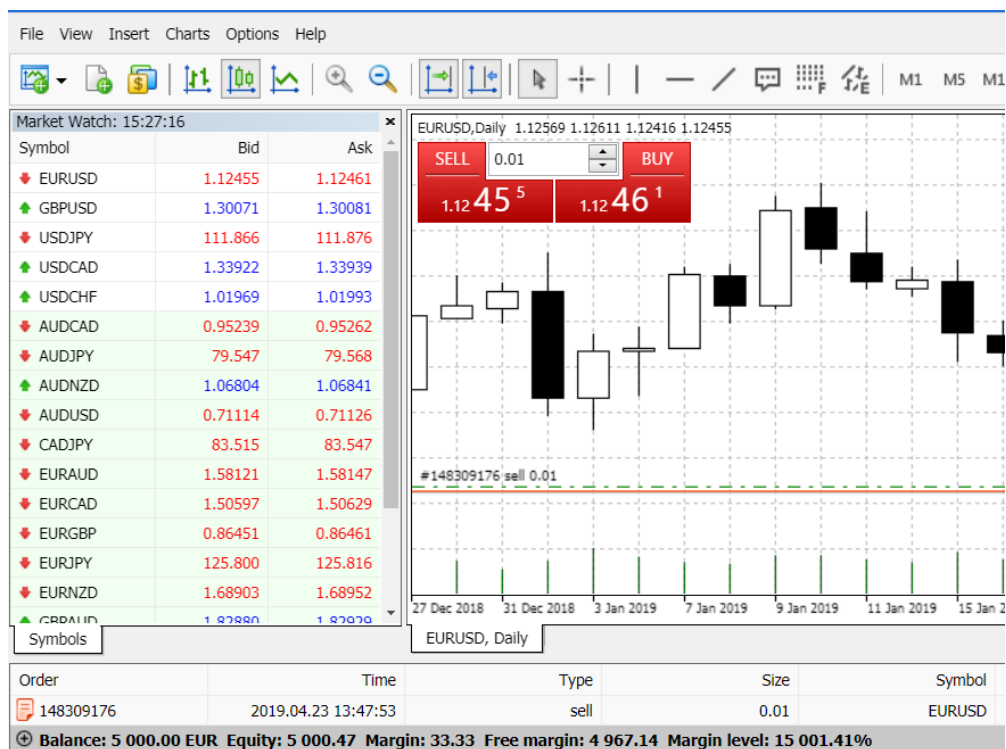 File View Insert Charts Options Help
M1 M5
Market Watch: 15:27:16
Symbol Bid Ask
EURUSD 1.12455 1.12461
GBPUSD 1.30071 1.30081
USDJPY 111.866 111.876
USDCAD 1.33922 1.33939
USDCHF 1.01969 1.01993
AUDCAD 0.95239 0.95262
AUDJPY 79.547 79.568
AUDNZD 1.06804 1.06841
AUDUSD 0.71114 0.71126
CADJPY 83.515 83.547
EURAUD 1.58121 1.58147
EURCAD 1.50597 1.50629
EURGBP 0.86451 0.86461
EURJPY 125.800 125.816
EURNZD 1.68903 1.68952
GBPAUD 1.82880 1.82929
Symbols
EURUSD,Daily 1.12569 1.12611 1.12416 1.12455
SELL 0.01 BUY
1.12 45 5 1.12 46 1
#148309176 sell 0.01
27 Dec 2018 31 Dec 2018 3 Jan 2019 7 Jan 2019 9 Jan 2019 11 Jan 2019 15 Jan
EURUSD, Daily
Order Time Type Size Symbol
148309176 2019.04.23 13:47:53 sell 0.01 EURUSD
Balance: 5 000.00 EUR Equity: 5 000.47 Margin: 33.33 Free margin: 4 967.14 Margin level: 15 001.41%